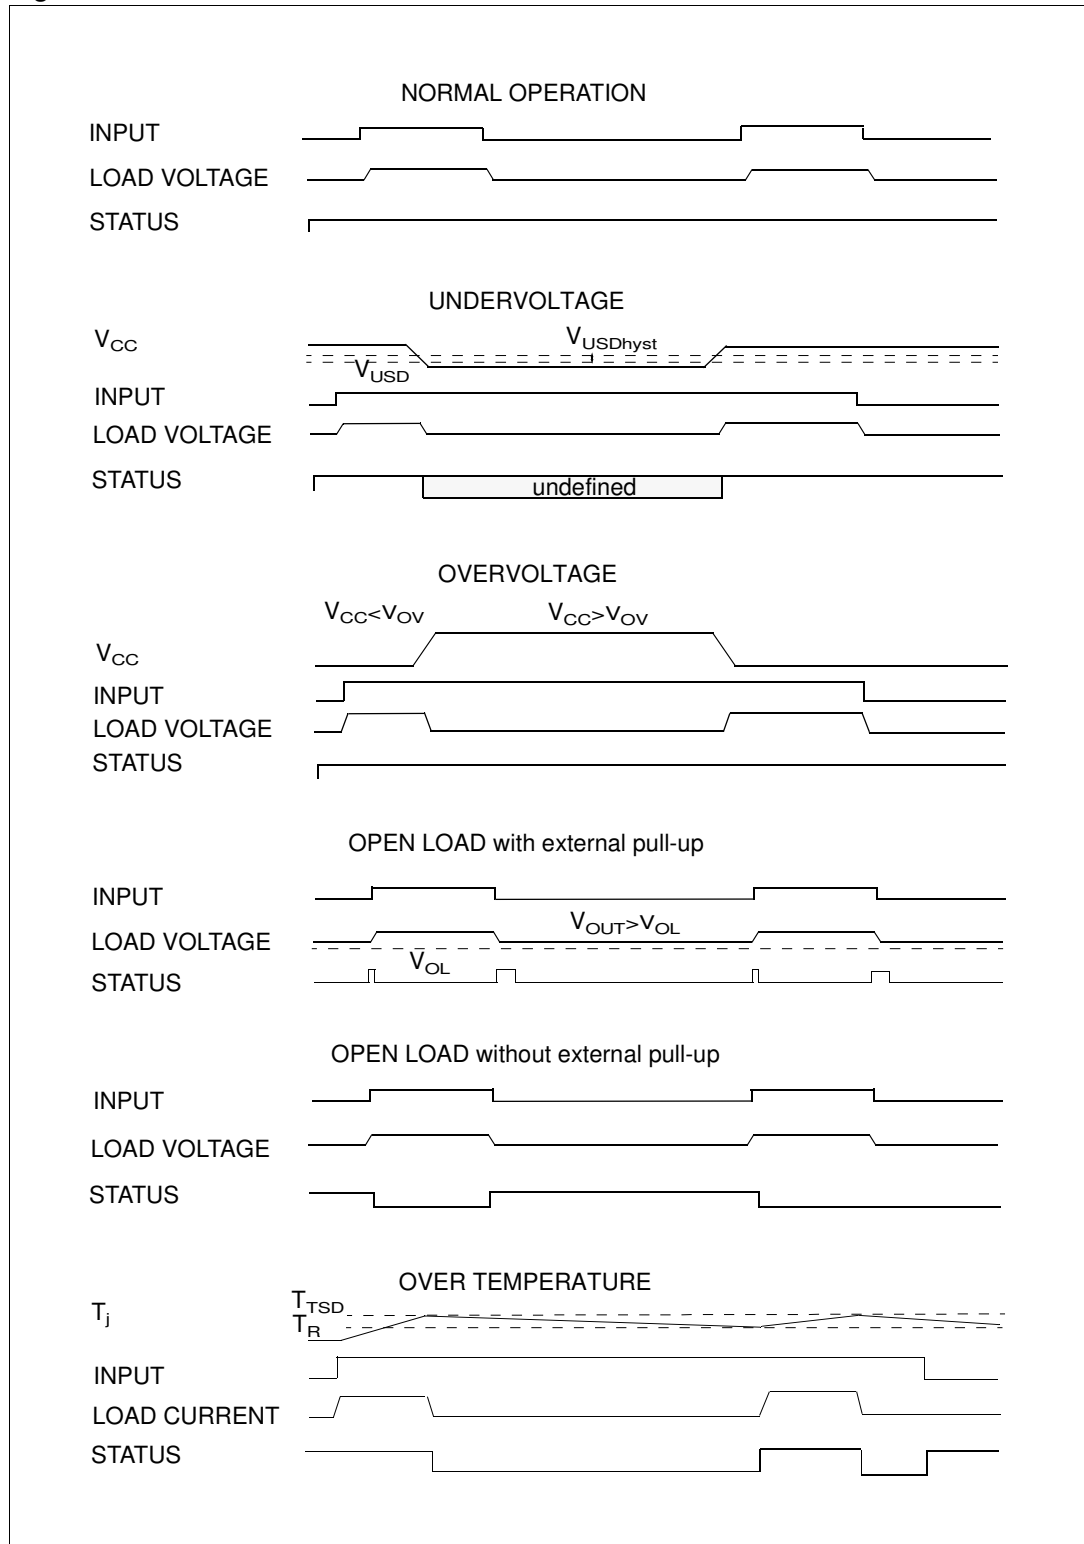 NORMAL OPERATION
INPUT
LOAD VOLTAGE
STATUS
UNDERVOLTAGE
VCC
VUSDhyst
VUSD
INPUT
LOAD VOLTAGE
STATUS
undefined
OVERVOLTAGE
VCC<VOV
VCC>VOV
VCC
INPUT
LOAD VOLTAGE
STATUS
OPEN LOAD with external pull-up
INPUT
VOUT>VOL
LOAD VOLTAGE
VOL
STATUS
OPEN LOAD without external pull-up
INPUT
LOAD VOLTAGE
STATUS
OVER TEMPERATURE
Tj
TTSD
TR
INPUT
LOAD CURRENT
STATUS